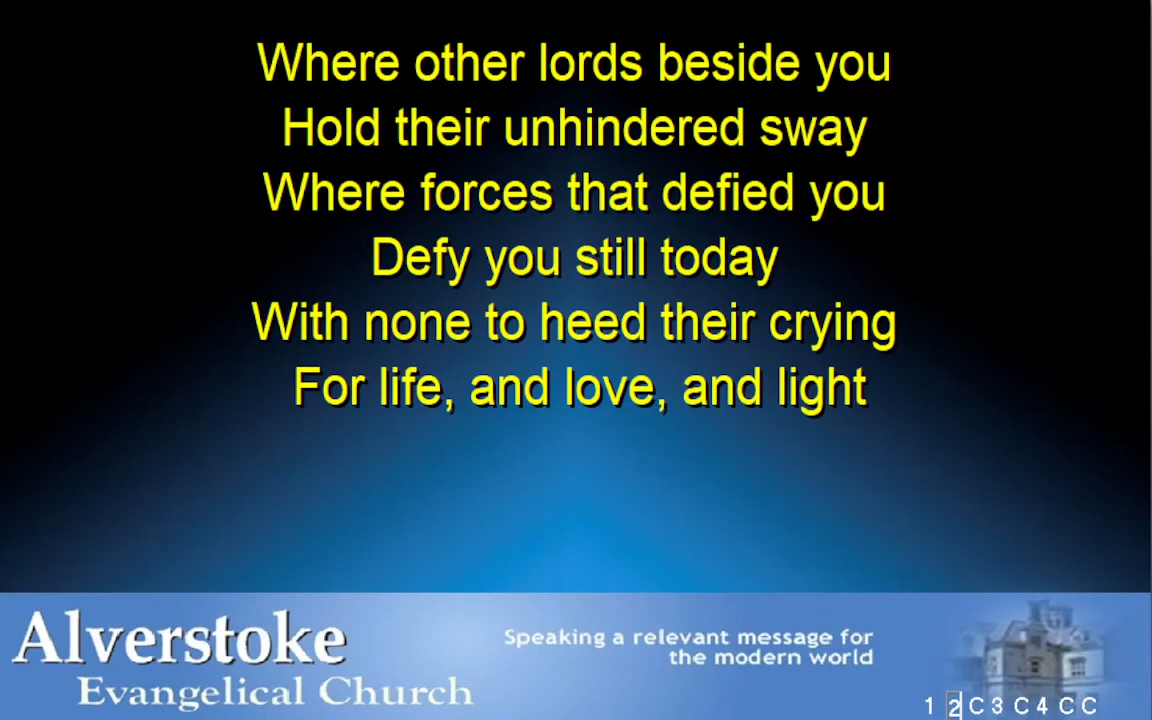 Where other lords beside you
Hold their unhindered sway
Where forces that defied you
Defy you still today
With none to heed their crying
For life, and love, and light
Alverstoke
Evangelical Church
Speaking a relevant message for
the modern world
1 2 C 3 C 4 C C